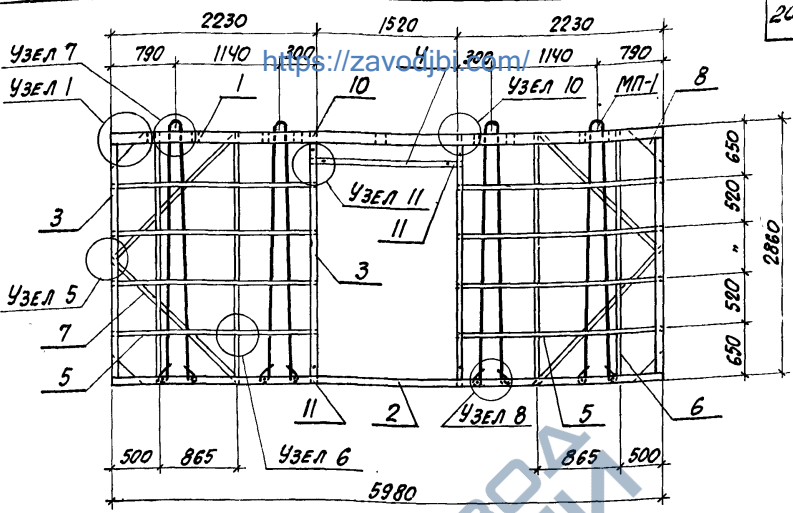 2230 1520 2230
20
790 1140 300 4 300 1140 790
https://zavodjbi.com/
Узел 7
Узел 1
1 10 Узел 10 МП-1 8
650
520
"
520
650
2860
3
Узел 11
11
3
Узел 5
7
5
11 2 Узел 8 5 6
Узел 6
500 865 865 500
5980